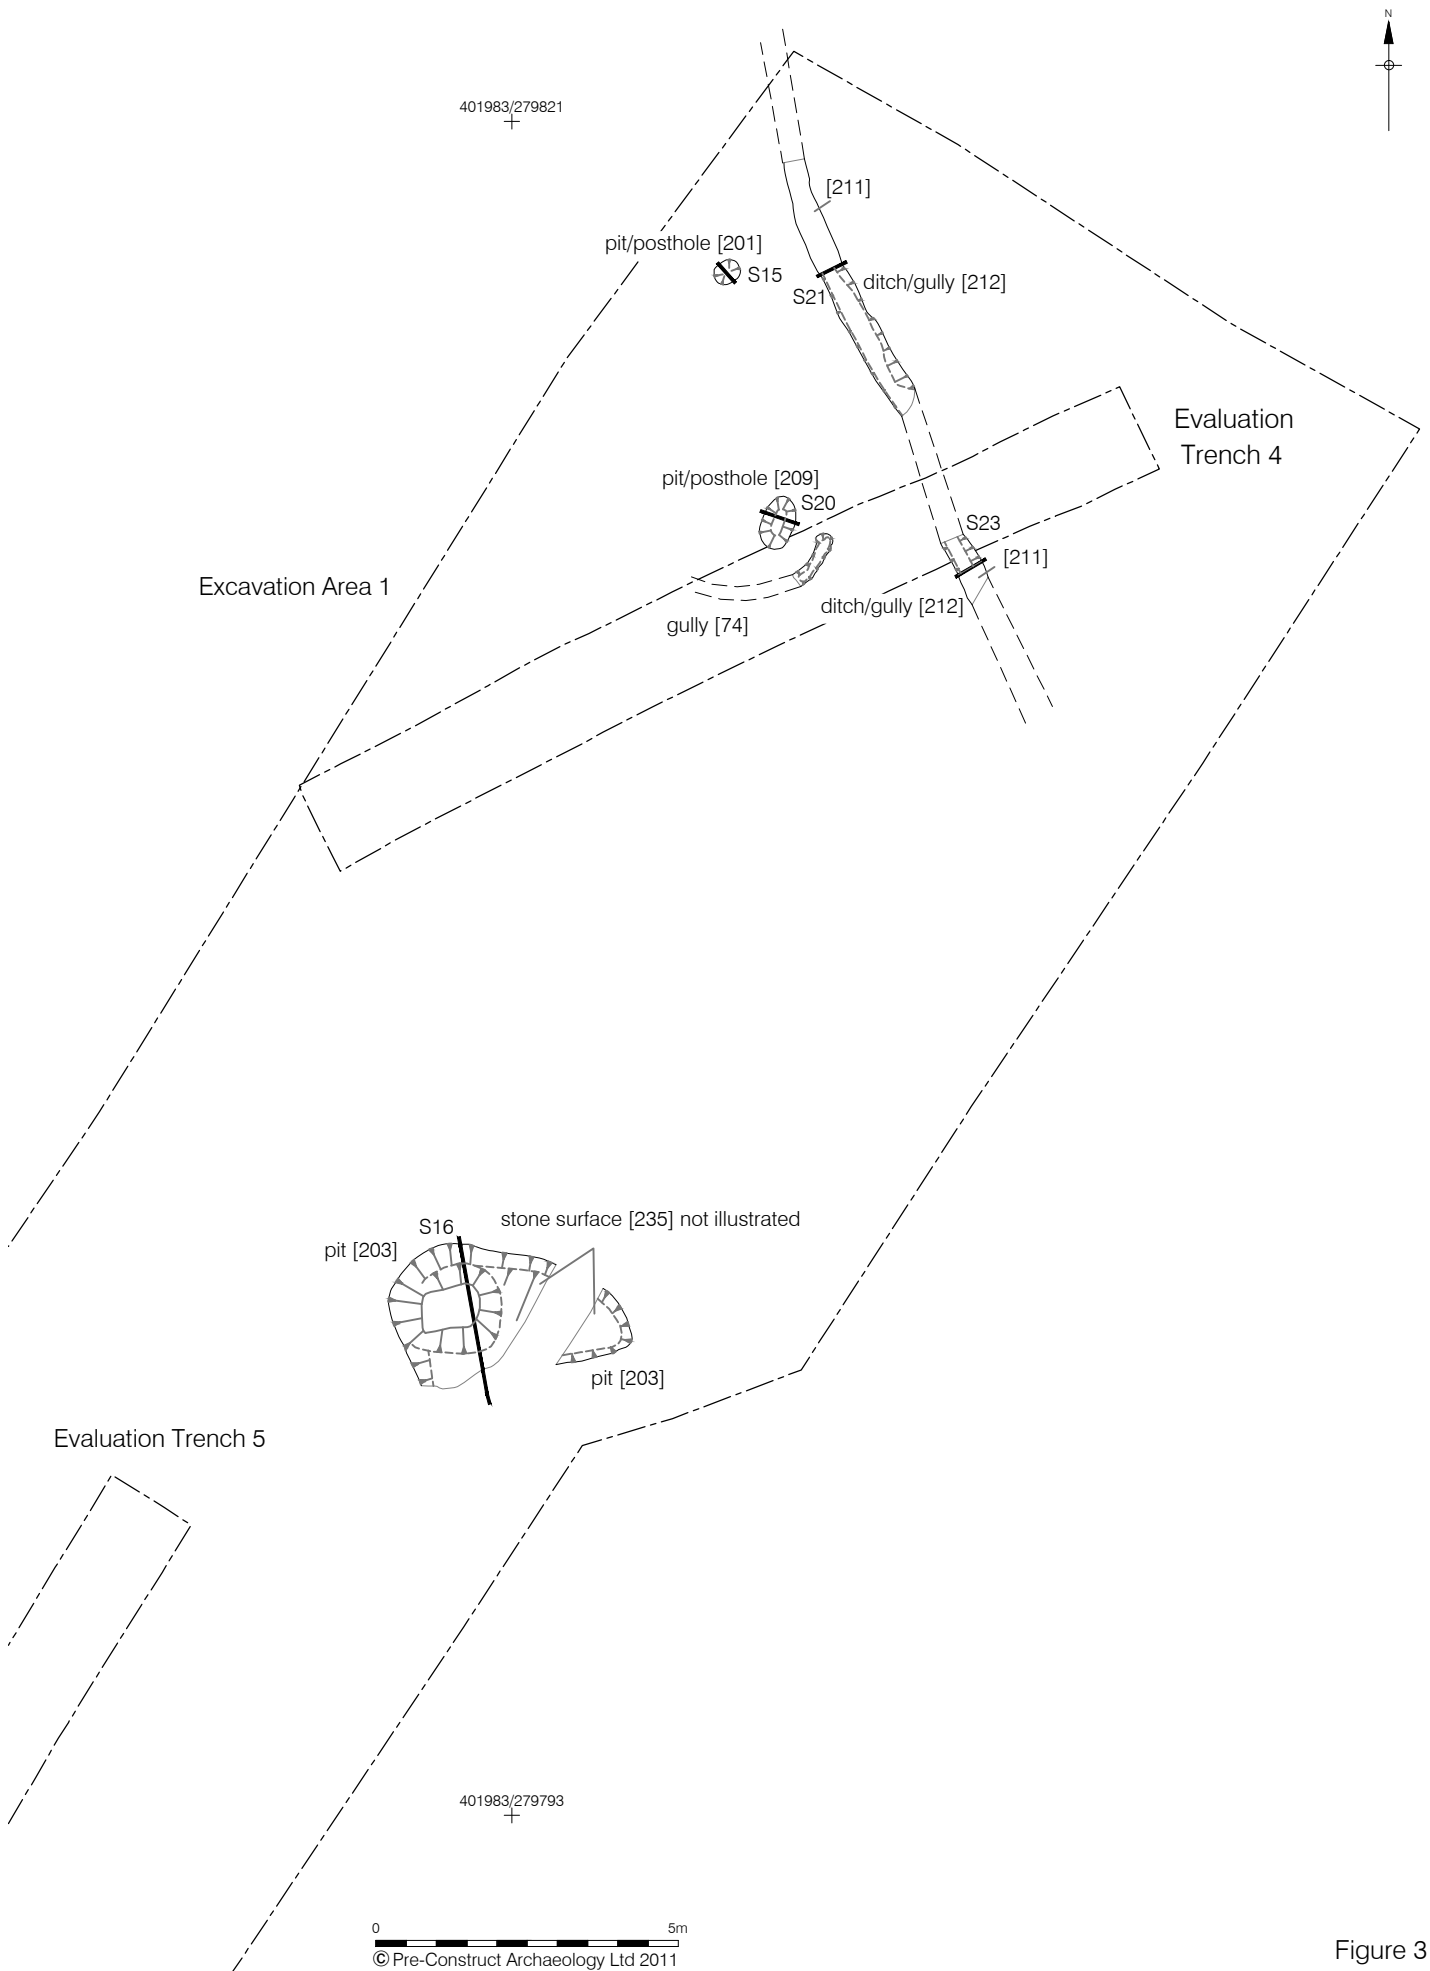 N
401983/279821
[211]
pit/posthole [201]
S15
S21
ditch/gully [212]
Evaluation
Trench 4
pit/posthole [209]
S20
S23
[211]
Excavation Area 1
ditch/gully [212]
gully [74]
stone surface [235] not illustrated
S16
pit [203]
pit [203]
Evaluation Trench 5
401983/279793
0 5m
© Pre-Construct Archaeology Ltd 2011
Figure 3